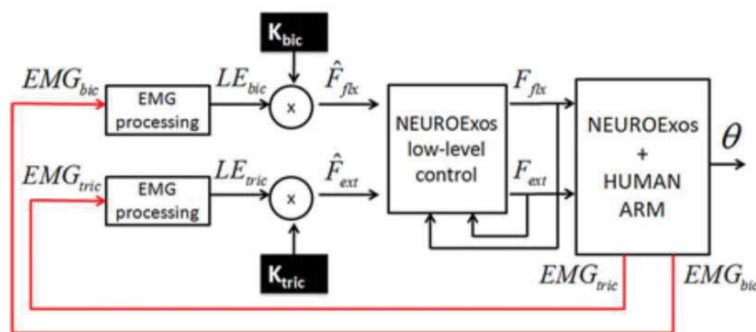 K_bic
EMG_bic
LE_bic
F̂_flx
F_flx
EMG
processing
x
NEUROExos
low-level
control
NEUROExos
+
HUMAN
ARM
θ
EMG_tric
LE_tric
F̂_ext
F_ext
EMG
processing
x
K_tric
EMG_tric
EMG_bic